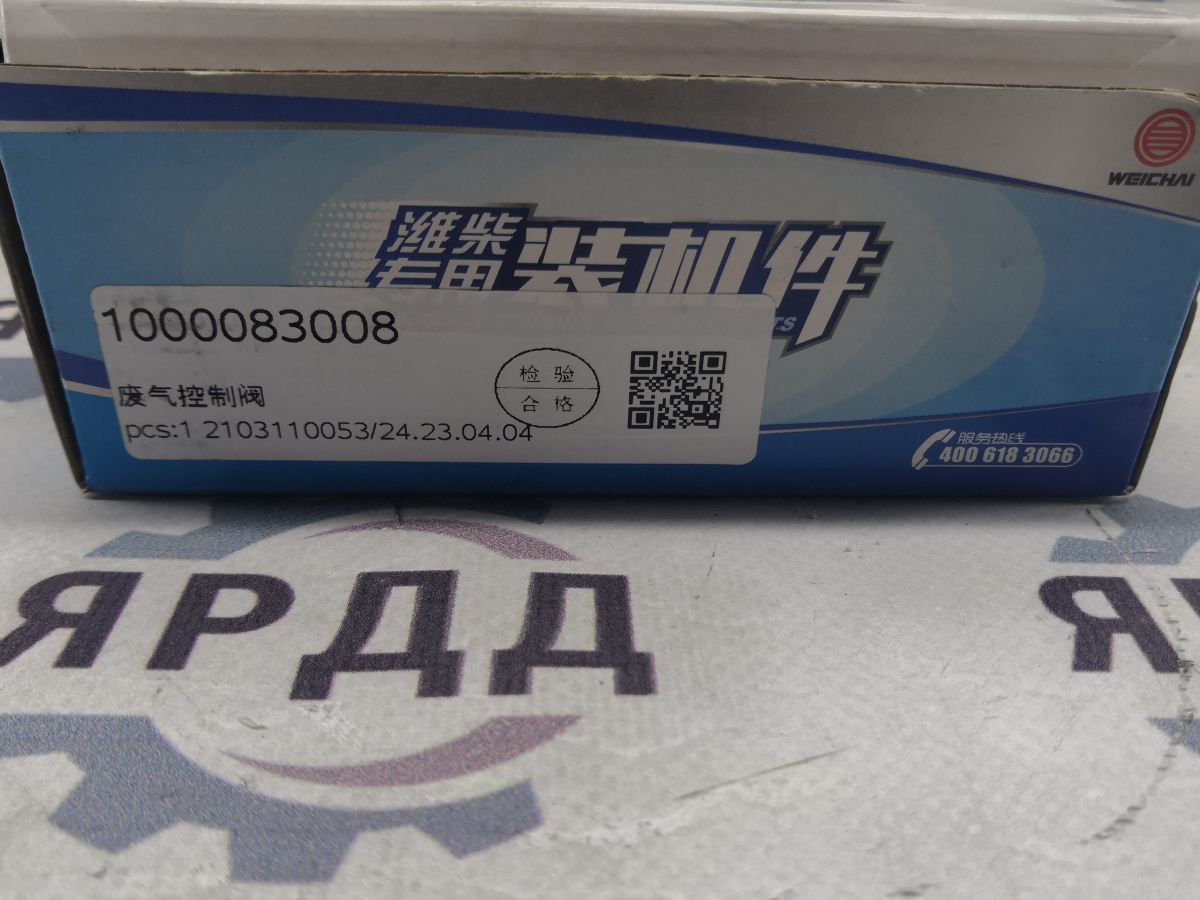 WEICHAI
潍柴
专用
装机件
TS
1000083008
废气控制阀
检 验
合 格
pcs:1 2103110053/24.23.04.04
服务热线
400 618 3066
ЯРДД
Я